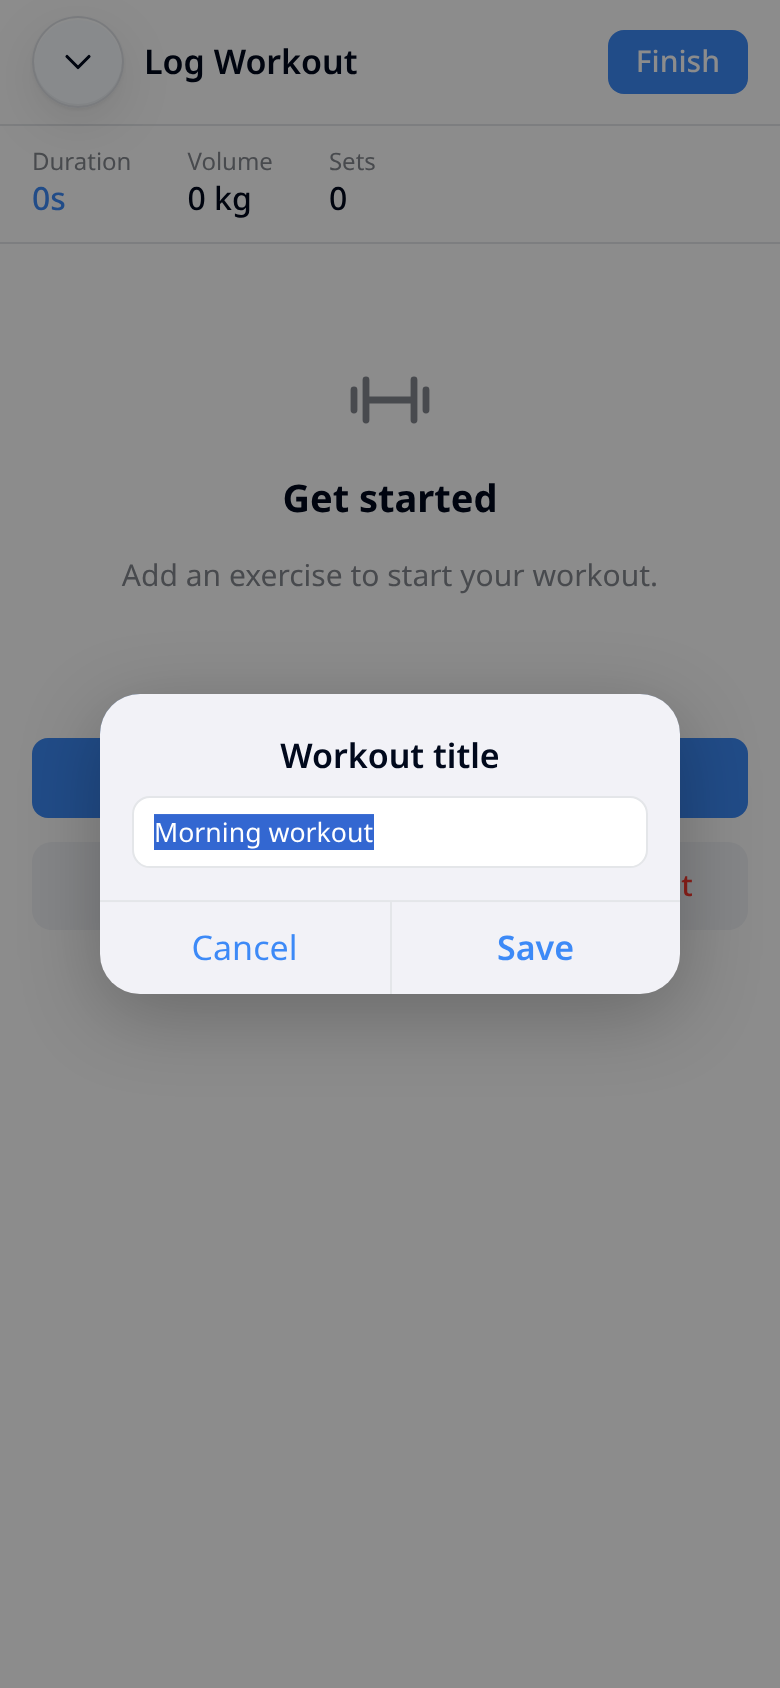 Log Workout
Finish
Duration
Volume
Sets
0s
0 kg
0
Get started
Add an exercise to start your workout.
Workout title
Morning workout
Cancel
Save